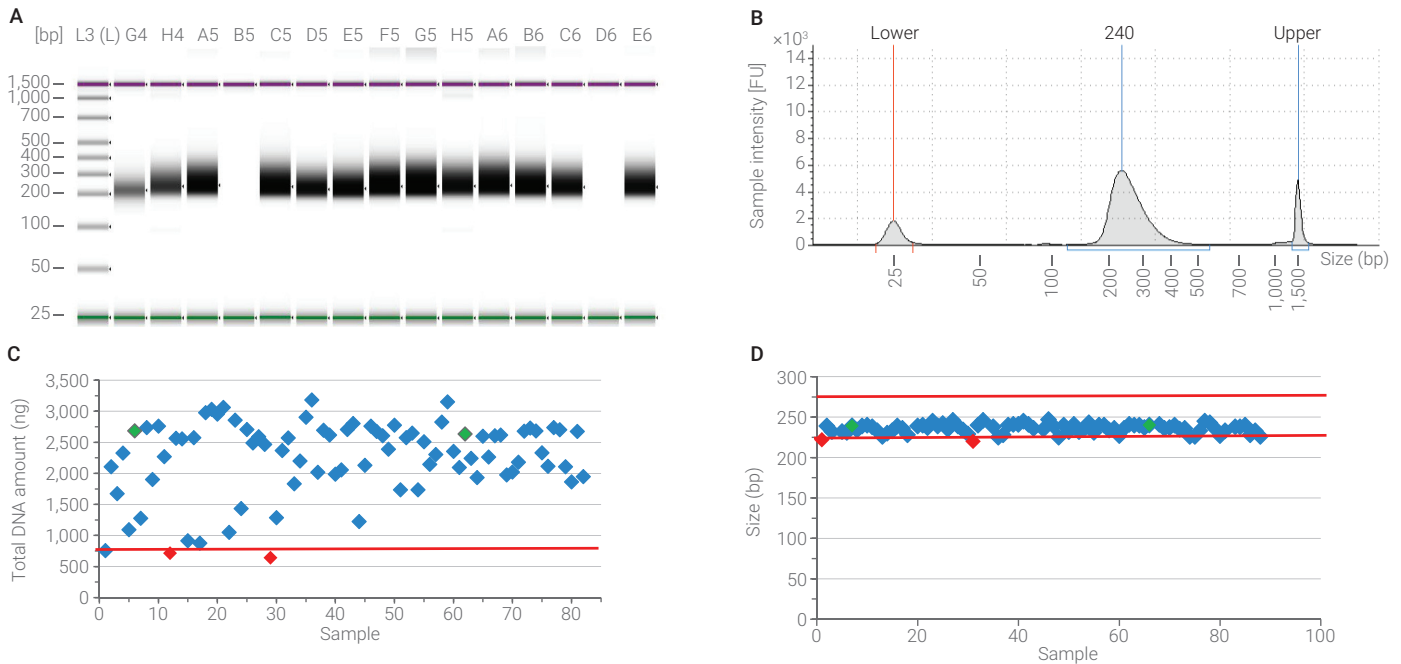 A
[bp] L3 (L) G4 H4 A5 B5 C5 D5 E5 F5 G5 H5 A6 B6 C6 D6 E6
1,500
1,000
700
500
400
300
200
100
50
25
B
Lower 240 Upper
×10³
14
12
10
8
6
4
2
0
Sample intensity [FU]
25 50 100 200 300 400 500 700 1,000 1,500
Size (bp)
C
3,500
3,000
2,500
2,000
1,500
1,000
500
0
Total DNA amount (ng)
0 10 20 30 40 50 60 70 80
Sample
D
300
250
200
150
100
50
0
Size (bp)
0 20 40 60 80 100
Sample